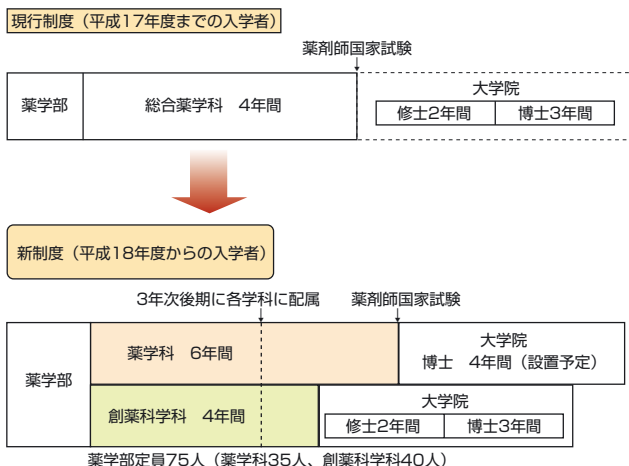 現行制度（平成17年度までの入学者）
薬剤師国家試験
薬学部
総合薬学科　4年間
大学院
修士2年間
博士3年間
新制度（平成18年度からの入学者）
3年次後期に各学科に配属
薬剤師国家試験
薬学部
薬学科　6年間
大学院
博士　4年間（設置予定）
創薬科学科　4年間
大学院
修士2年間
博士3年間
薬学部定員75人（薬学科35人、創薬科学科40人）